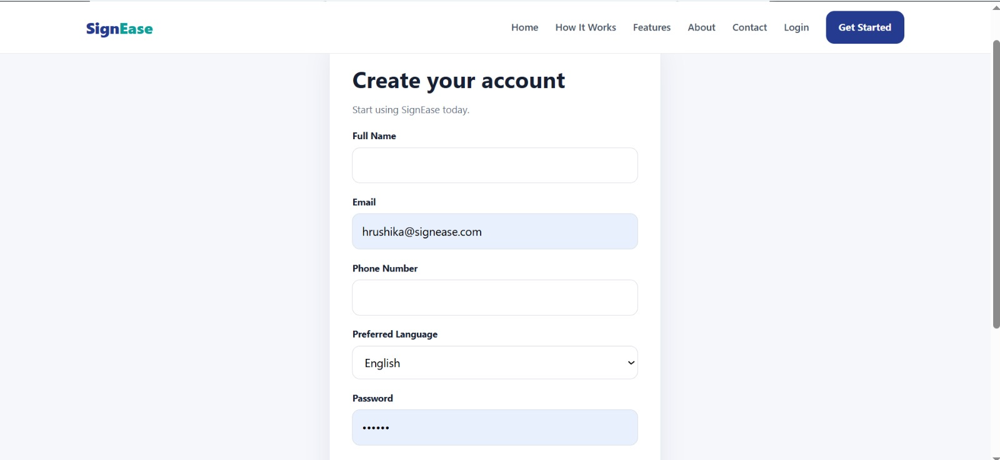 SignEase
Home How It Works Features About Contact Login Get Started
Create your account
Start using SignEase today.
Full Name
Email
hrushika@signease.com
Phone Number
Preferred Language
English
Password
••••••